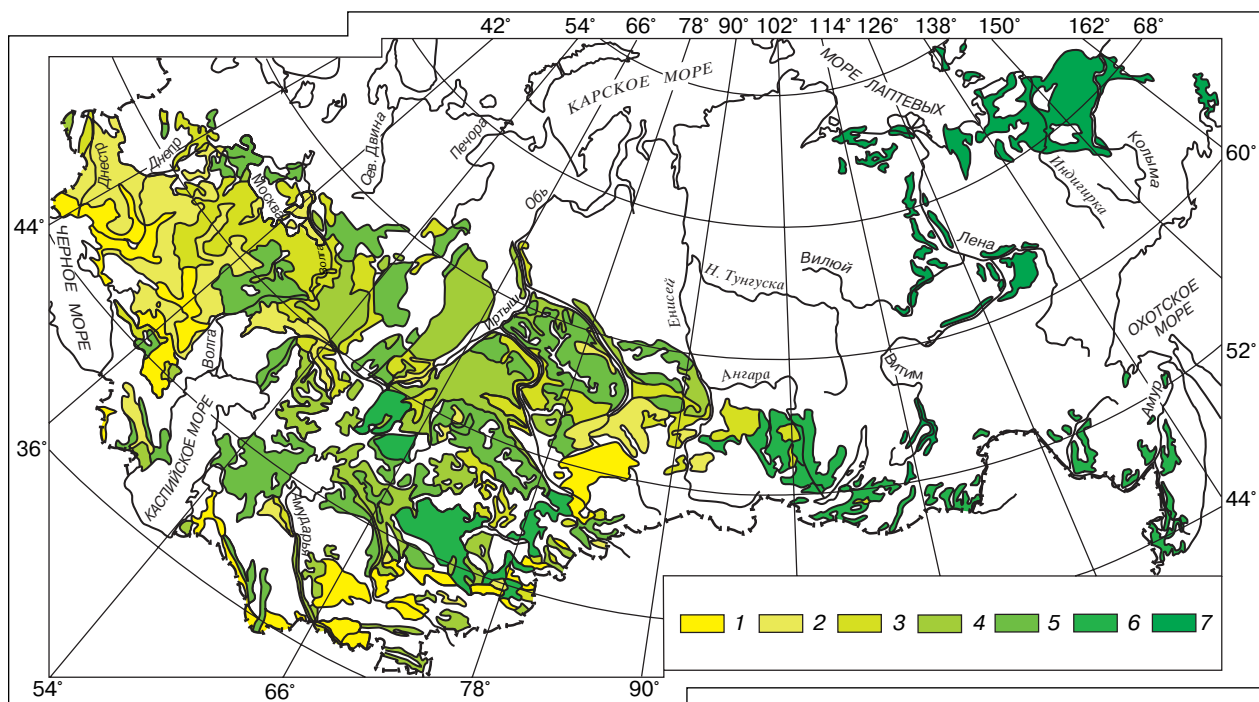 42° 54° 66° 78° 90° 102° 114° 126° 138° 150° 162° 68°
КАРСКОЕ МОРЕ
МОРЕ ЛАПТЕВЫХ
Днестр
Днепр
Москва
Сев. Двина
Печора
Обь
Колыма
60°
Индигирка
44°
ЧЕРНОЕ МОРЕ
Волга
Волга
Иртыш
Енисей
Н. Тунгуска
Вилюй
Лена
ОХОТСКОЕ
МОРЕ
52°
Ангара
Витим
Амур
36°
КАСПИЙСКОЕ МОРЕ
Амударья
44°
1 2 3 4 5 6 7
54° 66° 78° 90°